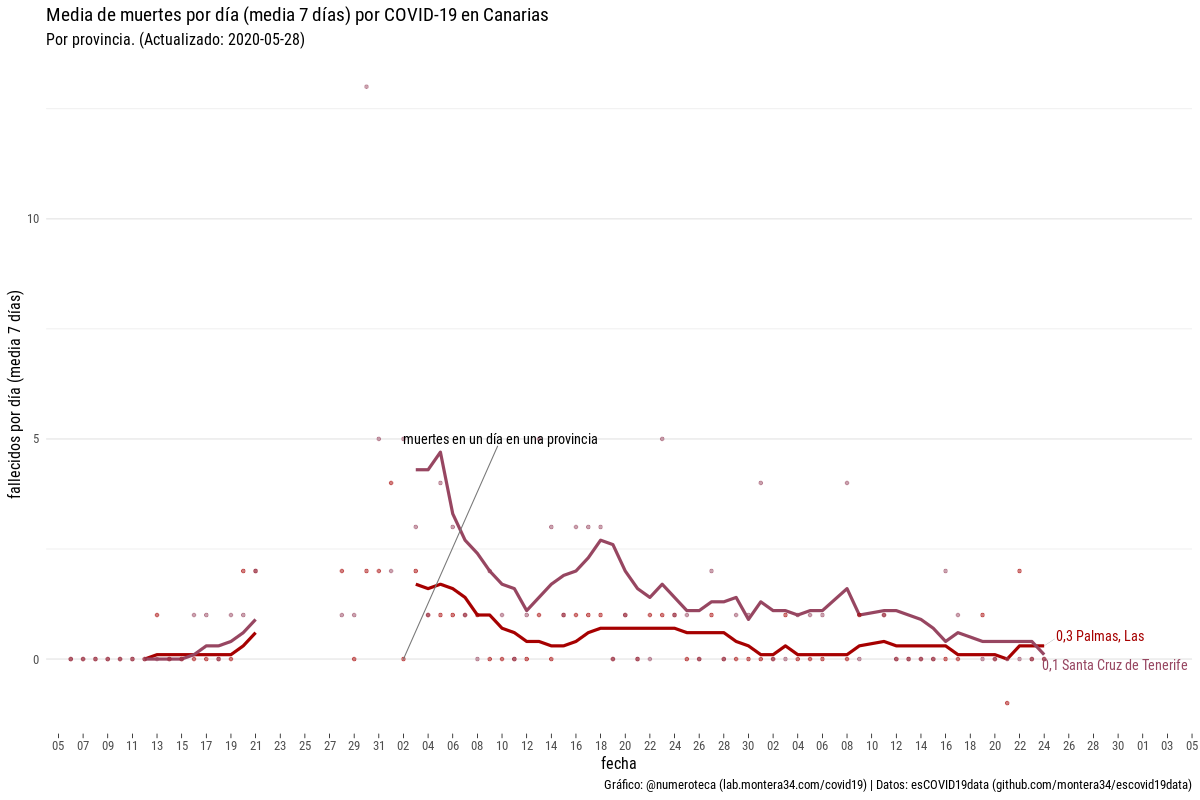 Media de muertes por día (media 7 días) por COVID-19 en Canarias
Por provincia. (Actualizado: 2020-05-28)
fallecidos por día (media 7 días)
10
5
0
muertes en un día en una provincia
0,3 Palmas, Las
0,1 Santa Cruz de Tenerife
05 07 09 11 13 15 17 19 21 23 25 27 29 31 02 04 06 08 10 12 14 16 18 20 22 24 26 28 30 02 04 06 08 10 12 14 16 18 20 22 24 26 28 30 01 03 05
fecha
Gráfico: @numeroteca (lab.montera34.com/covid19) | Datos: esCOVID19data (github.com/montera34/escovid19data)